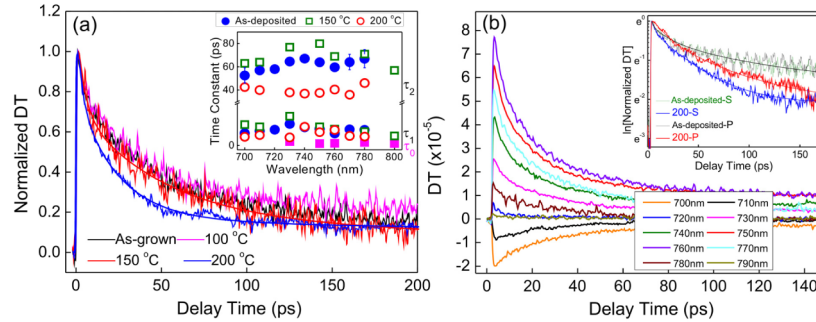 (a)
As-deposited 150 °C 200 °C
Time Constant (ps)
80
60
40
0
τ2
τ1
τ0
700 720 740 760 780 800
Wavelength (nm)
Normalized DT
1.0
0.8
0.6
0.4
0.2
0.0
As-grown 100 °C
150 °C 200 °C
0 50 100 150 200
Delay Time (ps)
(b)
DT (x10-5)
8
7
6
5
4
3
2
1
0
-1
-2
ln[Normalized DT]
e0
e-1
e-2
e-3
As-deposited-S
200-S
As-deposited-P
200-P
0 50 100 150
Delay Time (ps)
700nm 710nm
720nm 730nm
740nm 750nm
760nm 770nm
780nm 790nm
0 20 40 60 80 100 120 140
Delay Time (ps)